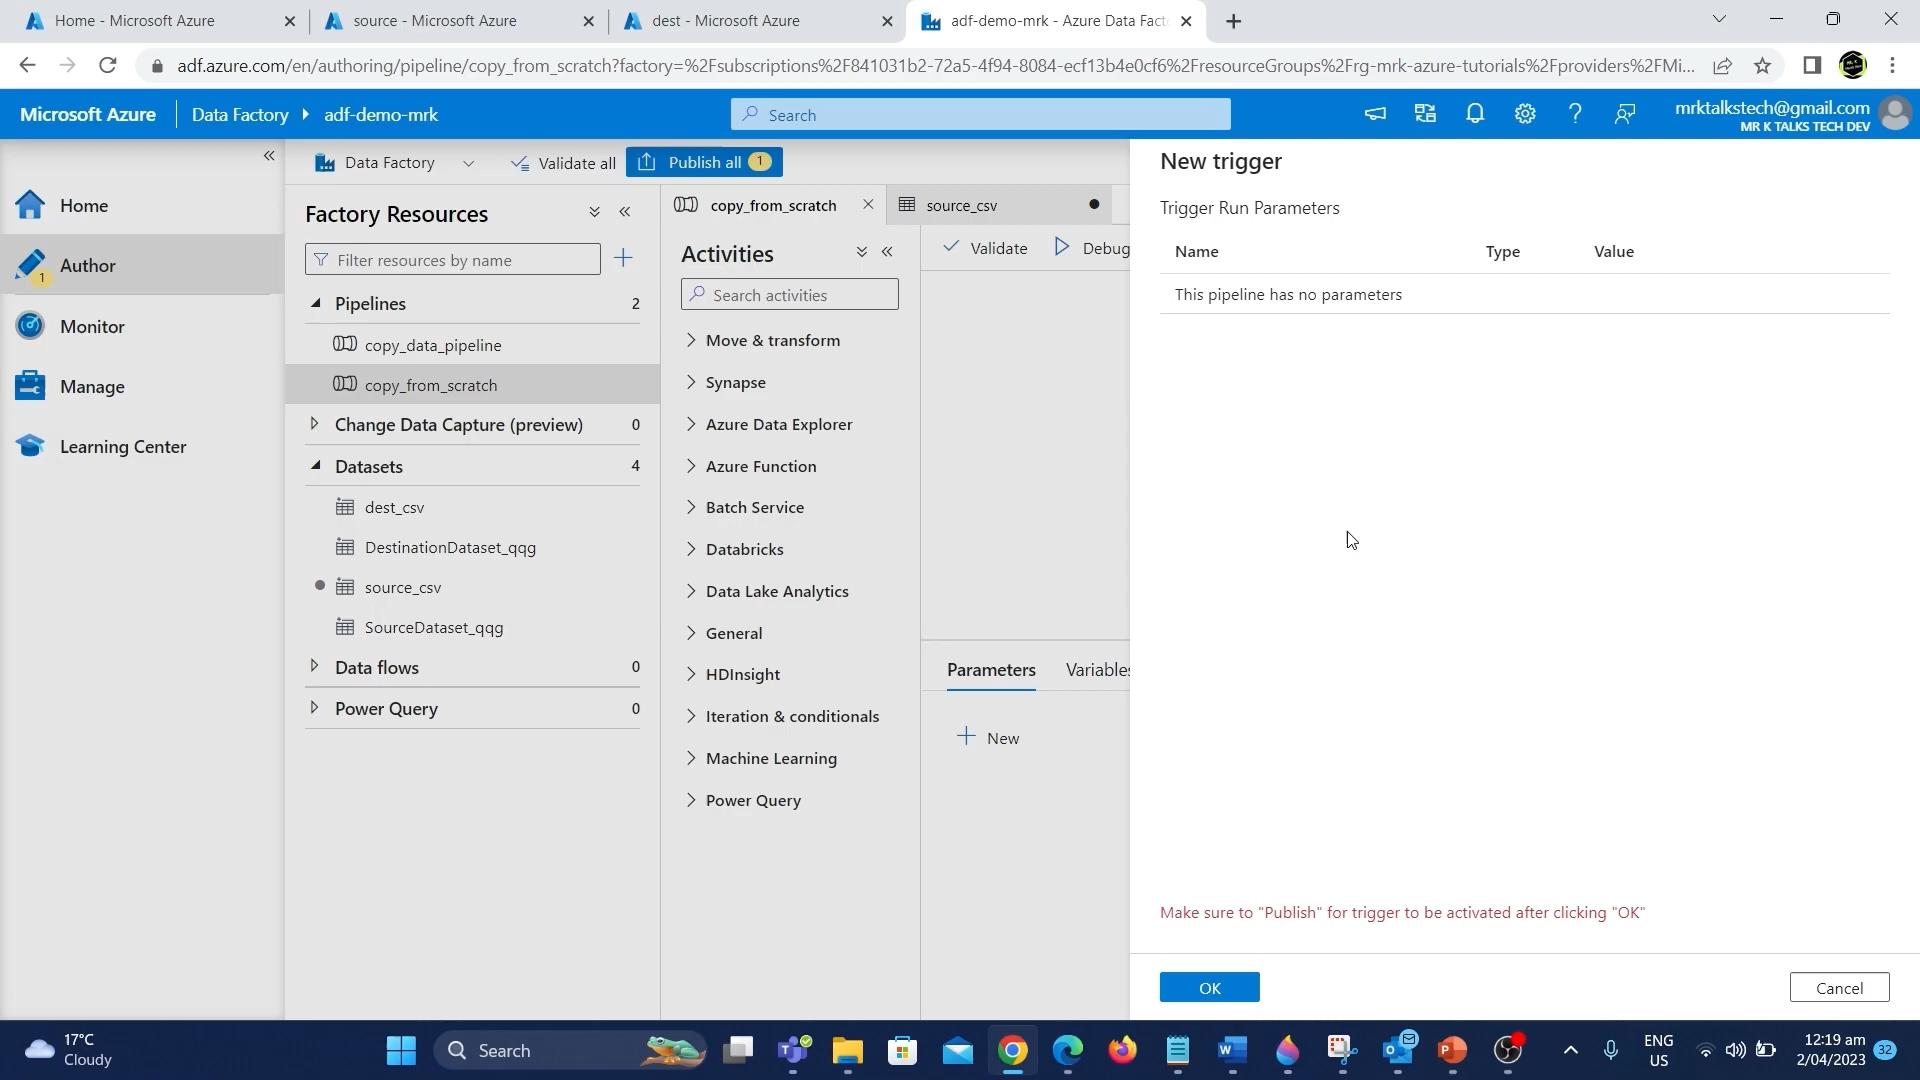 Home - Microsoft Azure
source - Microsoft Azure
dest - Microsoft Azure
adf-demo-mrk - Azure Data Fact
adf.azure.com/en/authoring/pipeline/copy_from_scratch?factory=%2Fsubscriptions%2F841031b2-72a5-4f94-8084-ecf13b4e0cf6%2FresourceGroups%2Frg-mrk-azure-tutorials%2Fproviders%2FMi...
Microsoft Azure
Data Factory
adf-demo-mrk
Search
mrktalkstech@gmail.com
MR K TALKS TECH DEV
Home
Author
1
Monitor
Manage
Learning Center
Data Factory
Validate all
Publish all
1
Factory Resources
Filter resources by name
Pipelines 2
copy_data_pipeline
copy_from_scratch
Change Data Capture (preview) 0
Datasets 4
dest_csv
DestinationDataset_qqg
source_csv
SourceDataset_qqg
Data flows 0
Power Query 0
copy_from_scratch
source_csv
Activities
Search activities
Move & transform
Synapse
Azure Data Explorer
Azure Function
Batch Service
Databricks
Data Lake Analytics
General
HDInsight
Iteration & conditionals
Machine Learning
Power Query
Validate
Debug
Parameters
Variables
New
New trigger
Trigger Run Parameters
Name Type Value
This pipeline has no parameters
Make sure to "Publish" for trigger to be activated after clicking "OK"
OK
Cancel
17°C
Cloudy
Search
ENG
US
12:19 am
2/04/2023
32